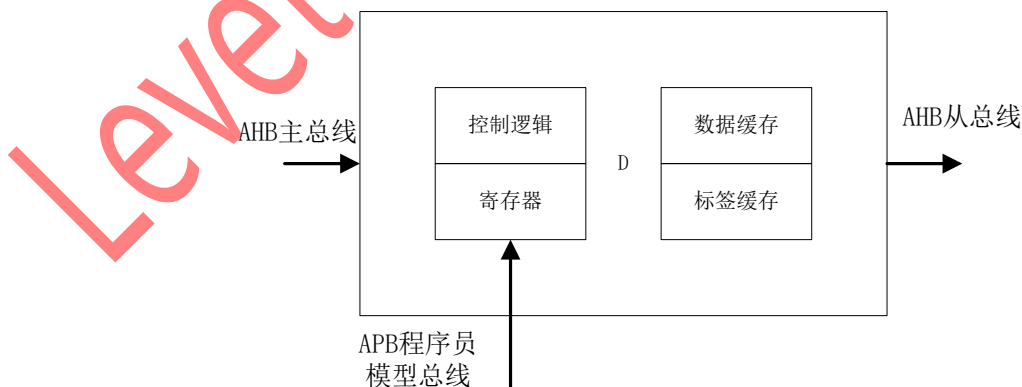 Level
AHB主总线
控制逻辑
寄存器
D
数据缓存
标签缓存
AHB从总线
APB程序员
模型总线